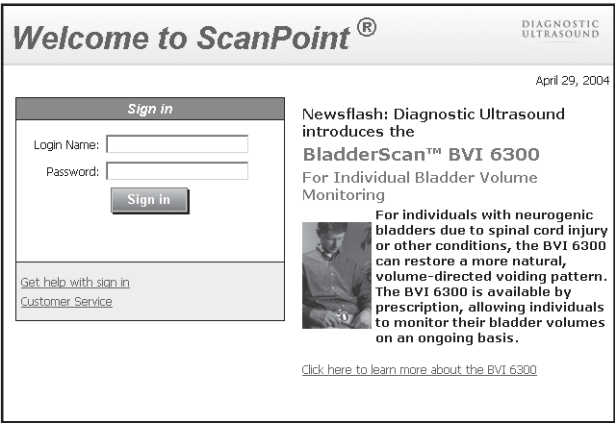 Welcome to ScanPoint ®
DIAGNOSTIC
ULTRASOUND
April 29, 2004
Sign in
Login Name:
Password:
Sign in
Get help with sign in
Customer Service
Newsflash: Diagnostic Ultrasound
introduces the
BladderScan™ BVI 6300
For Individual Bladder Volume
Monitoring
For individuals with neurogenic
bladders due to spinal cord injury
or other conditions, the BVI 6300
can restore a more natural,
volume-directed voiding pattern.
The BVI 6300 is available by
prescription, allowing individuals
to monitor their bladder volumes
on an ongoing basis.
Click here to learn more about the BVI 6300